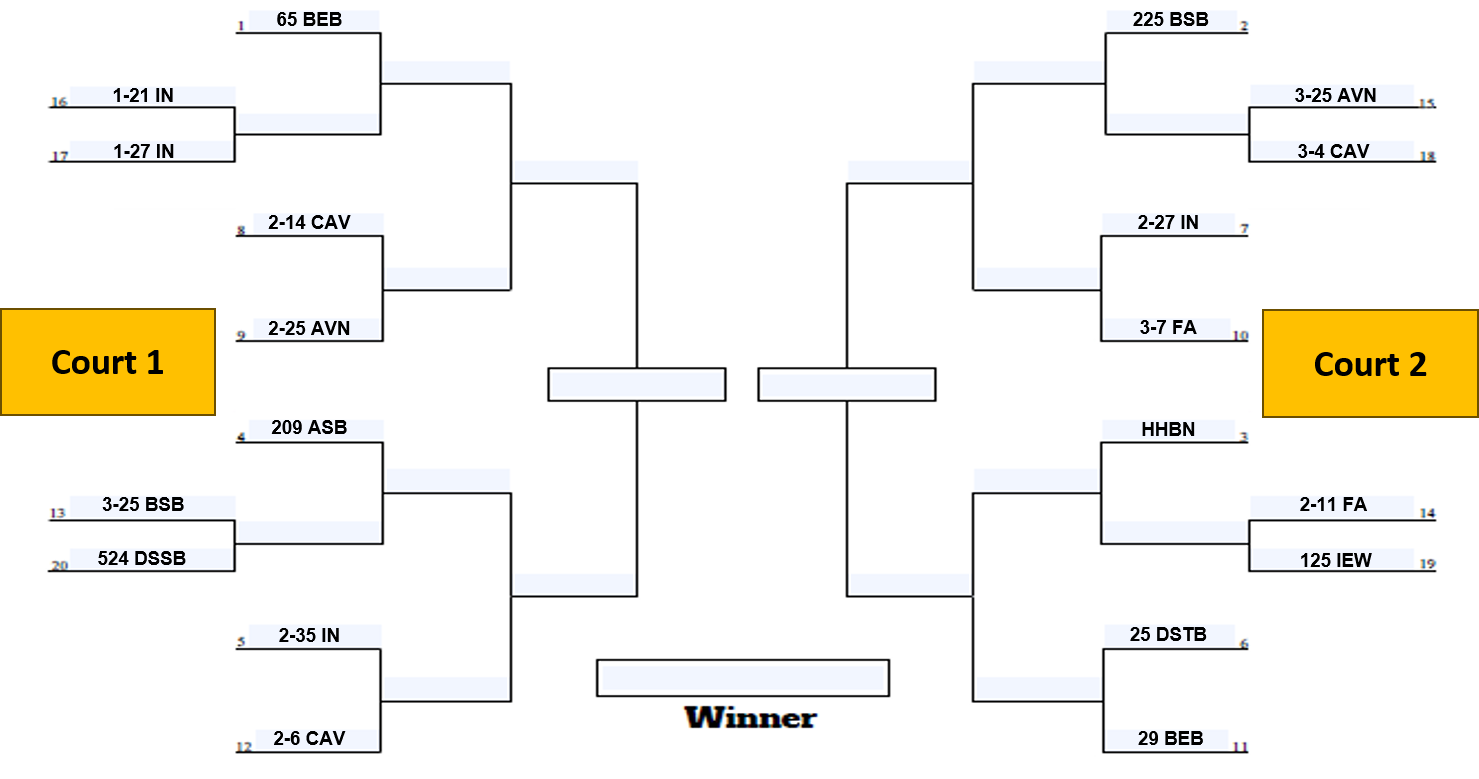 1 65 BEB
225 BSB 2
16 1-21 IN
3-25 AVN 15
17 1-27 IN
3-4 CAV 18
8 2-14 CAV
2-27 IN 7
9 2-25 AVN
3-7 FA 10
Court 1
Court 2
4 209 ASB
HHBN 3
13 3-25 BSB
2-11 FA 14
20 524 DSSB
125 IEW 19
5 2-35 IN
25 DSTB 6
Winner
12 2-6 CAV
29 BEB 11